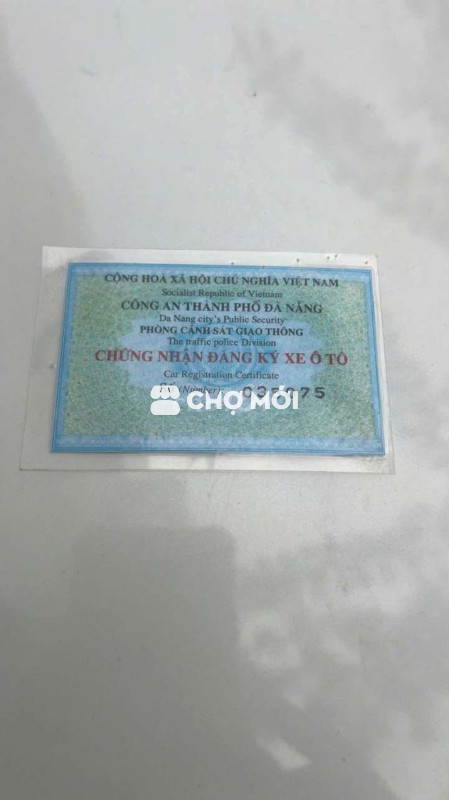 CỘNG HOÀ XÃ HỘI CHỦ NGHĨA VIỆT NAM
Socialist Republic of Vietnam
CÔNG AN THÀNH PHỐ ĐÀ NẴNG
Da Nang city's Public Security
PHÒNG CẢNH SÁT GIAO THÔNG
The traffic police Division
CHỨNG NHẬN ĐĂNG KÝ XE Ô TÔ
Car Registration Certificate
(Number)
CHỢ MỚI